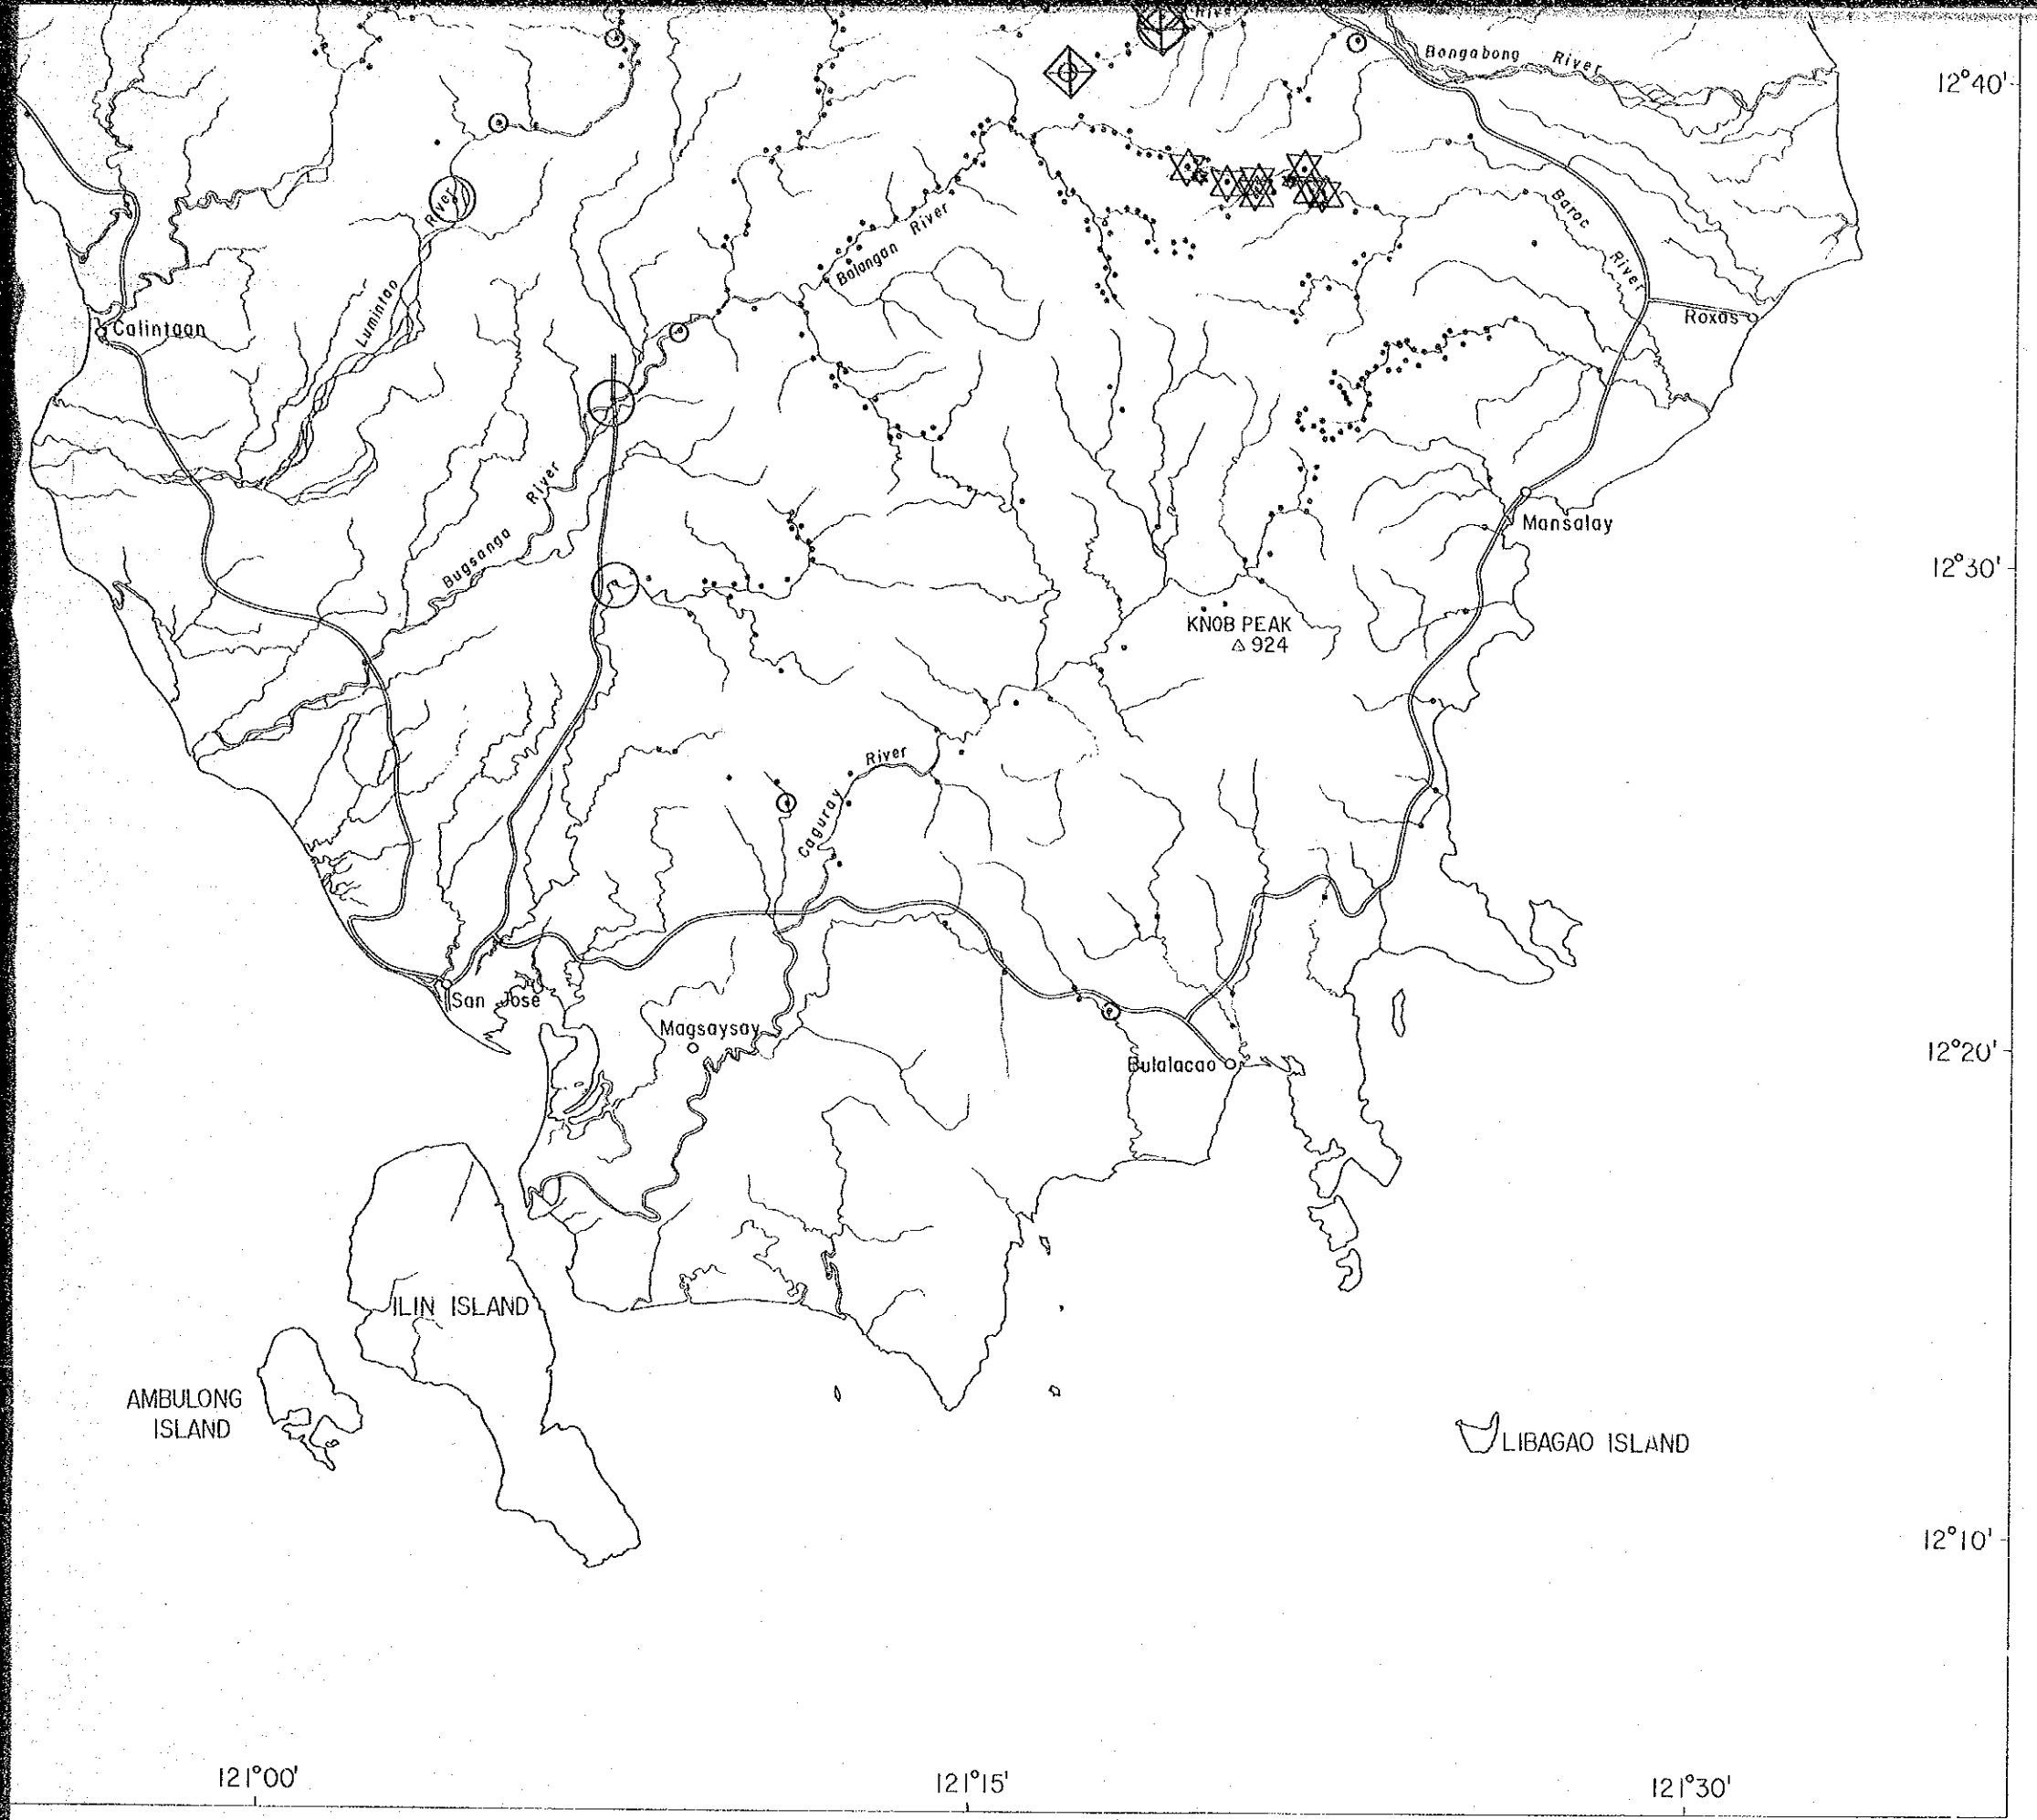 River
Bongabong River
12°40'
River
Balangan River
Baroc River
Lumintao
Calintaan
Roxas
Bugsanga River
Mansalay
12°30'
KNOB PEAK
△ 924
Caguray River
San Jose
Magsaysay
Bulalacao
12°20'
ILIN ISLAND
AMBULONG
ISLAND
LIBAGAO ISLAND
12°10'
121°00'
121°15'
121°30'